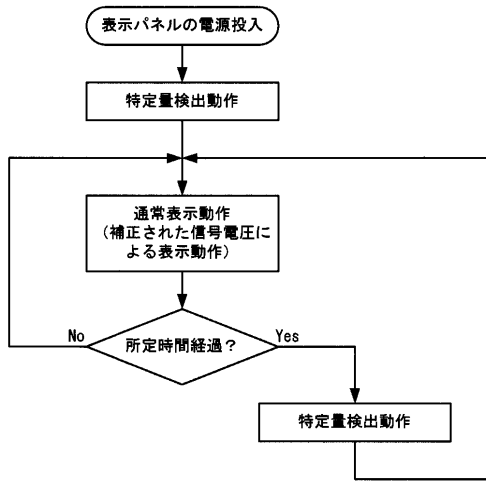 表示パネルの電源投入
特定量検出動作
通常表示動作
(補正された信号電圧に
よる表示動作)
No
所定時間経過？
Yes
特定量検出動作